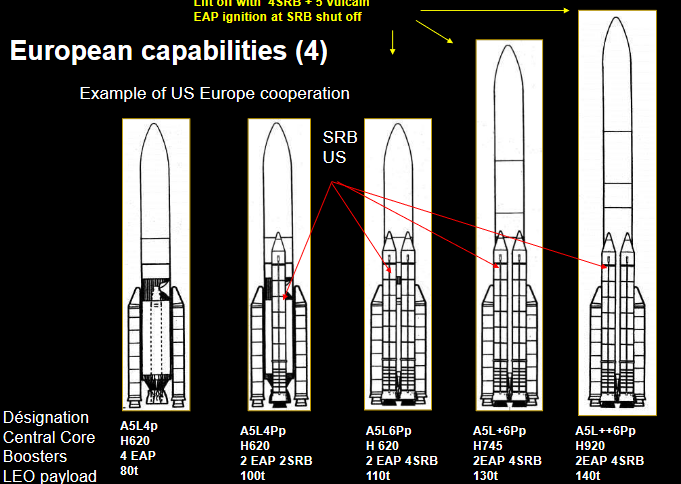 Lift off with 4SRB + 5 Vulcain
EAP ignition at SRB shut off
European capabilities (4)
Example of US Europe cooperation
SRB
US
Désignation
Central Core
Boosters
LEO payload
A5L4p
H620
4 EAP
80t
A5L4Pp
H620
2 EAP 2SRB
100t
A5L6Pp
H 620
2 EAP 4SRB
110t
A5L+6Pp
H745
2EAP 4SRB
130t
A5L++6Pp
H920
2EAP 4SRB
140t